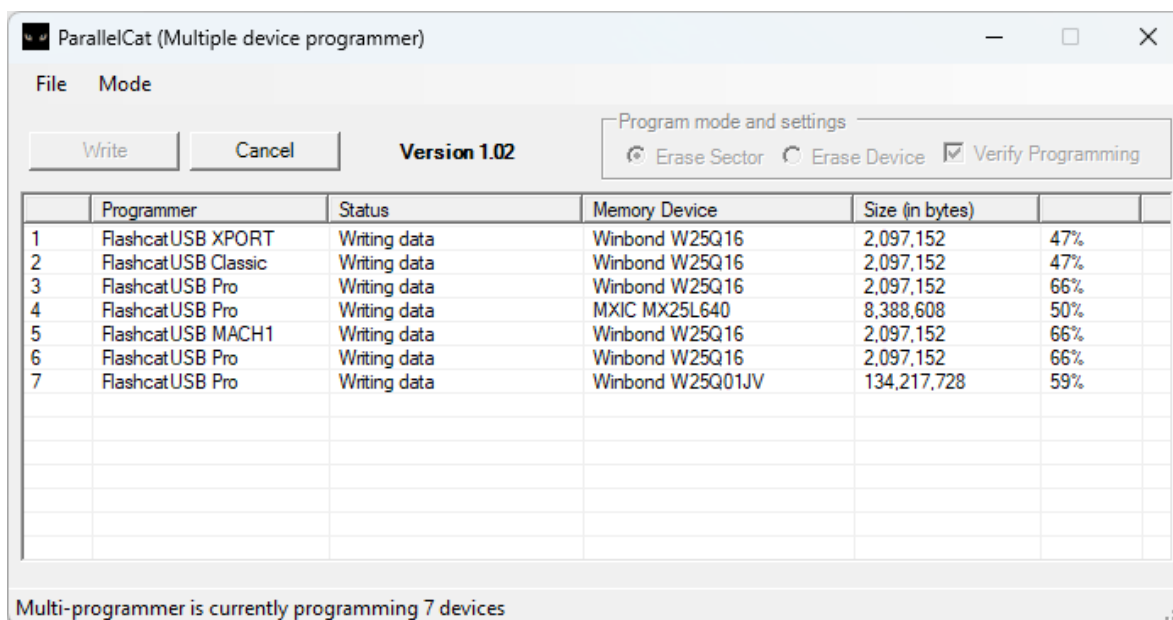 ParallelCat (Multiple device programmer)
File Mode
Write Cancel Version 1.02 Program mode and settings
Erase Sector Erase Device Verify Programming
Programmer Status Memory Device Size (in bytes)
1 FlashcatUSB XPORT Writing data Winbond W25Q16 2,097,152 47%
2 FlashcatUSB Classic Writing data Winbond W25Q16 2,097,152 47%
3 FlashcatUSB Pro Writing data Winbond W25Q16 2,097,152 66%
4 FlashcatUSB Pro Writing data MXIC MX25L640 8,388,608 50%
5 FlashcatUSB MACH1 Writing data Winbond W25Q16 2,097,152 66%
6 FlashcatUSB Pro Writing data Winbond W25Q16 2,097,152 66%
7 FlashcatUSB Pro Writing data Winbond W25Q01JV 134,217,728 59%
Multi-programmer is currently programming 7 devices